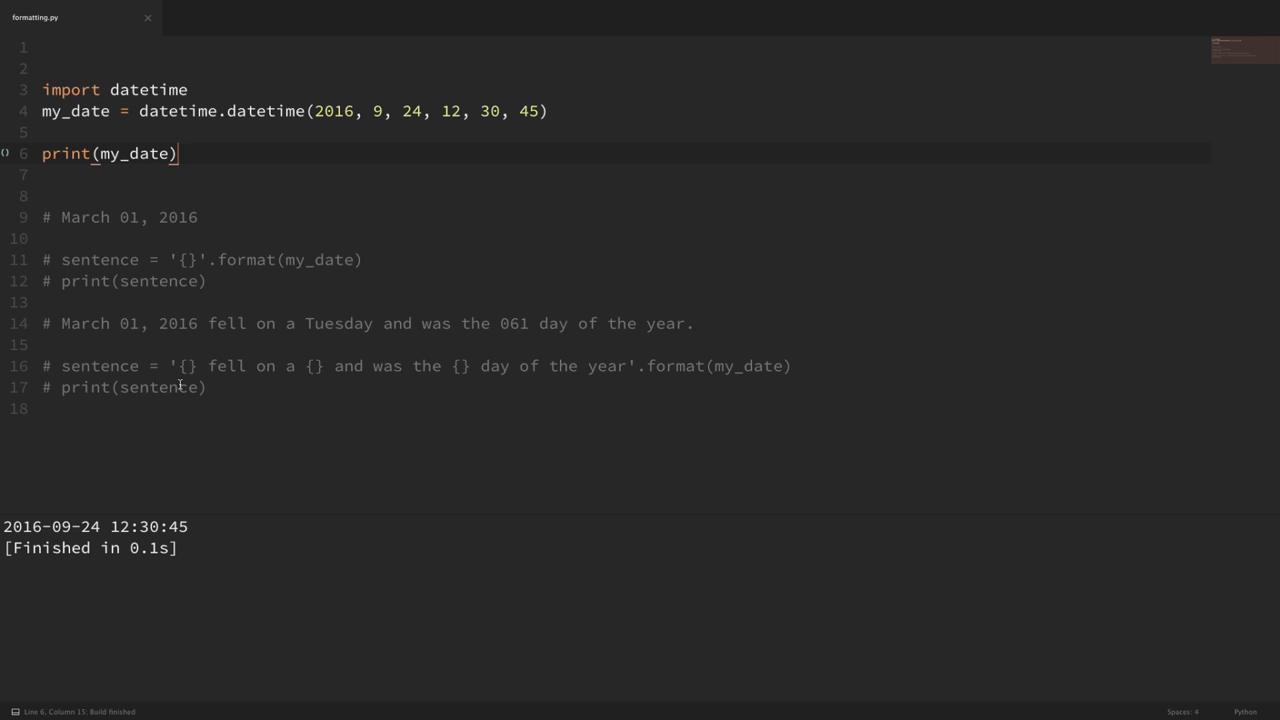 formatting.py ×
1
2
3 import datetime
4 my_date = datetime.datetime(2016, 9, 24, 12, 30, 45)
5
() 6 print(my_date)
7
8
9 # March 01, 2016
10
11 # sentence = '{}'.format(my_date)
12 # print(sentence)
13
14 # March 01, 2016 fell on a Tuesday and was the 061 day of the year.
15
16 # sentence = '{} fell on a {} and was the {} day of the year'.format(my_date)
17 # print(sentence)
18
2016-09-24 12:30:45
[Finished in 0.1s]
Line 6, Column 15; Build finished Spaces: 4 Python